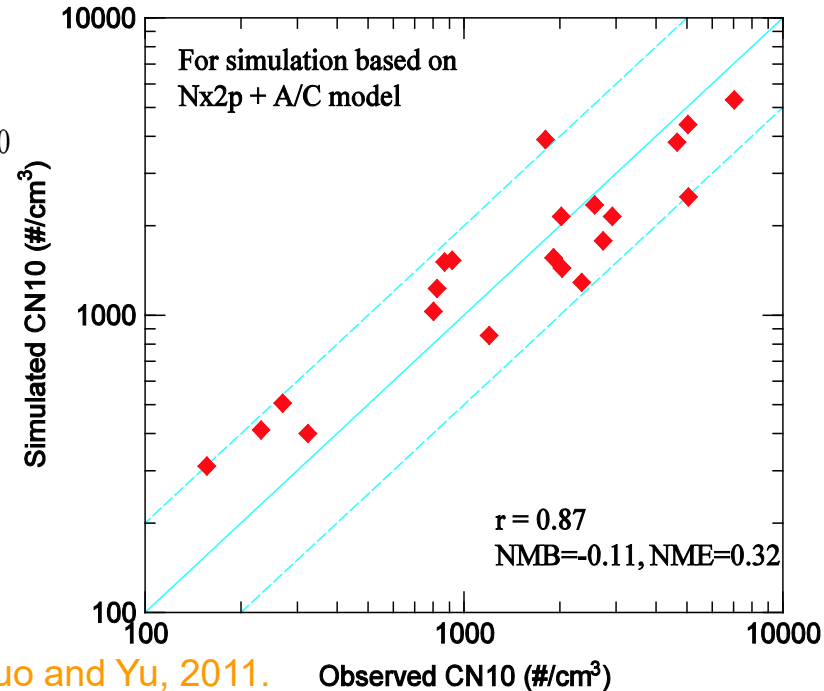 10000
For simulation based on
Nx2p + A/C model
0
Simulated CN10 (#/cm³)
1000
r = 0.87
NMB=-0.11, NME=0.32
100
100
1000
10000
uo and Yu, 2011.
Observed CN10 (#/cm³)